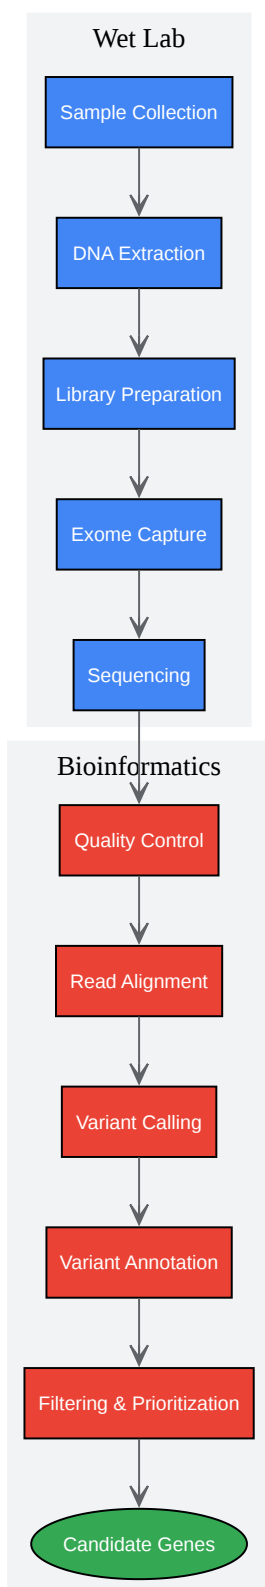 Wet Lab
Sample Collection
DNA Extraction
Library Preparation
Exome Capture
Sequencing
Bioinformatics
Quality Control
Read Alignment
Variant Calling
Variant Annotation
Filtering & Prioritization
Candidate Genes